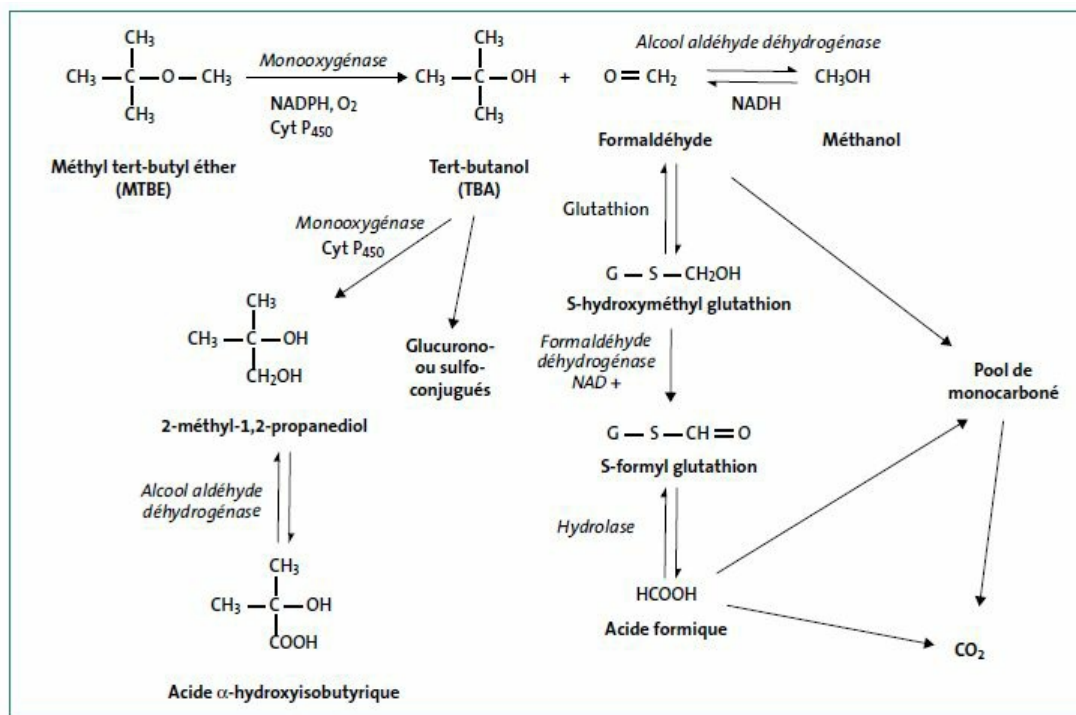 CH₃
CH₃ — C — O — CH₃
CH₃
Monooxygénase
NADPH, O₂
Cyt P₄₅₀
CH₃
CH₃ — C — OH
CH₃
+
O = CH₂
Alcool aldéhyde déhydrogénase
NADH
CH₃OH
Méthyl tert-butyl éther
(MTBE)
Tert-butanol
(TBA)
Formaldéhyde
Méthanol
Monooxygénase
Cyt P₄₅₀
Glutathion
CH₃
CH₃ — C — OH
CH₂OH
2-méthyl-1,2-propanediol
Glucurono-
ou sulfo-
conjugués
G — S — CH2OH
S-hydroxyméthyl glutathion
Formaldéhyde
déhydrogénase
NAD +
G — S — CH = O
S-formyl glutathion
Pool de
monocarboné
Alcool aldéhyde
déhydrogénase
Hydrolase
CH₃
CH₃ — C — OH
COOH
Acide α-hydroxyisobutyrique
HCOOH
Acide formique
CO₂